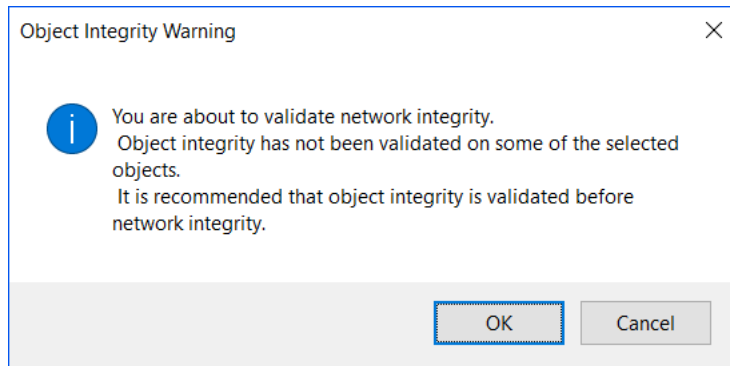 Object Integrity Warning
You are about to validate network integrity.
Object integrity has not been validated on some of the selected
objects.
It is recommended that object integrity is validated before
network integrity.
OK
Cancel